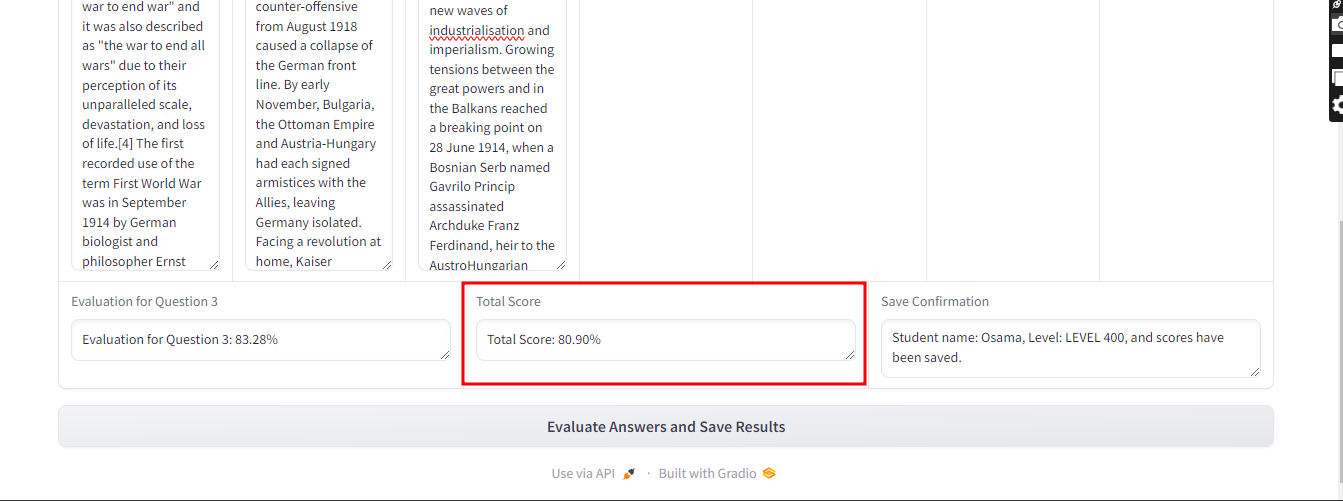 war to end war" and
it was also described
as "the war to end all
wars" due to their
perception of its
unparalleled scale,
devastation, and loss
of life.[4] The first
recorded use of the
term First World War
was in September
1914 by German
biologist and
philosopher Ernst
counter-offensive
from August 1918
caused a collapse of
the German front
line. By early
November, Bulgaria,
the Ottoman Empire
and Austria-Hungary
had each signed
armistices with the
Allies, leaving
Germany isolated.
Facing a revolution at
home, Kaiser
new waves of
industrialisation and
imperialism. Growing
tensions between the
great powers and in
the Balkans reached
a breaking point on
28 June 1914, when a
Bosnian Serb named
Gavrilo Princip
assassinated
Archduke Franz
Ferdinand, heir to the
AustroHungarian
Evaluation for Question 3
Evaluation for Question 3: 83.28%
Total Score
Total Score: 80.90%
Save Confirmation
Student name: Osama, Level: LEVEL 400, and scores have
been saved.
Evaluate Answers and Save Results
Use via API · Built with Gradio